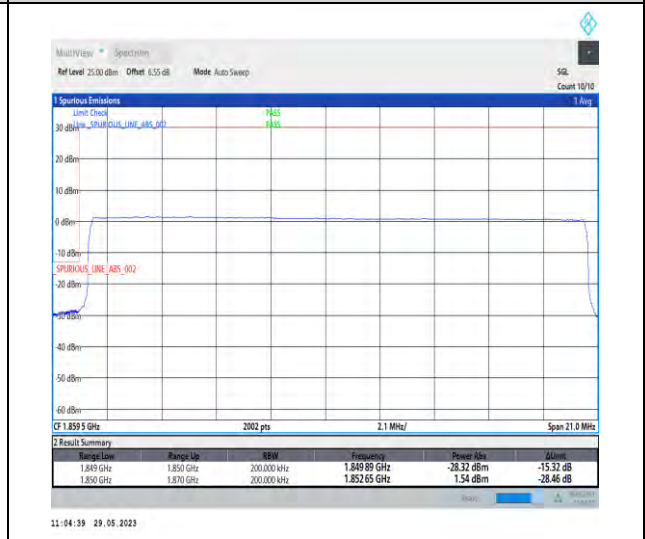 MultiView Spectrum
Ref Level 25.00 dBm Offset 6.55 dB Mode Auto Sweep SGL
Count 10/10
1 Spurious Emissions 1 Avg
Limit Check PASS
30 dBm Line _SPURIOUS_LINE_ABS_002 PASS
20 dBm
10 dBm
0 dBm
-10 dBm
_SPURIOUS_LINE_ABS_002
-20 dBm
-30 dBm
-40 dBm
-50 dBm
-60 dBm
CF 1.859 5 GHz 2002 pts 2.1 MHz/ Span 21.0 MHz
2 Result Summary
Range Low Range Up RBW Frequency Power Abs ΔLimit
1.849 GHz 1.850 GHz 200.000 kHz 1.849 89 GHz -28.32 dBm -15.32 dB
1.850 GHz 1.870 GHz 200.000 kHz 1.852 65 GHz 1.54 dBm -28.46 dB
11:04:39 29.05.2023